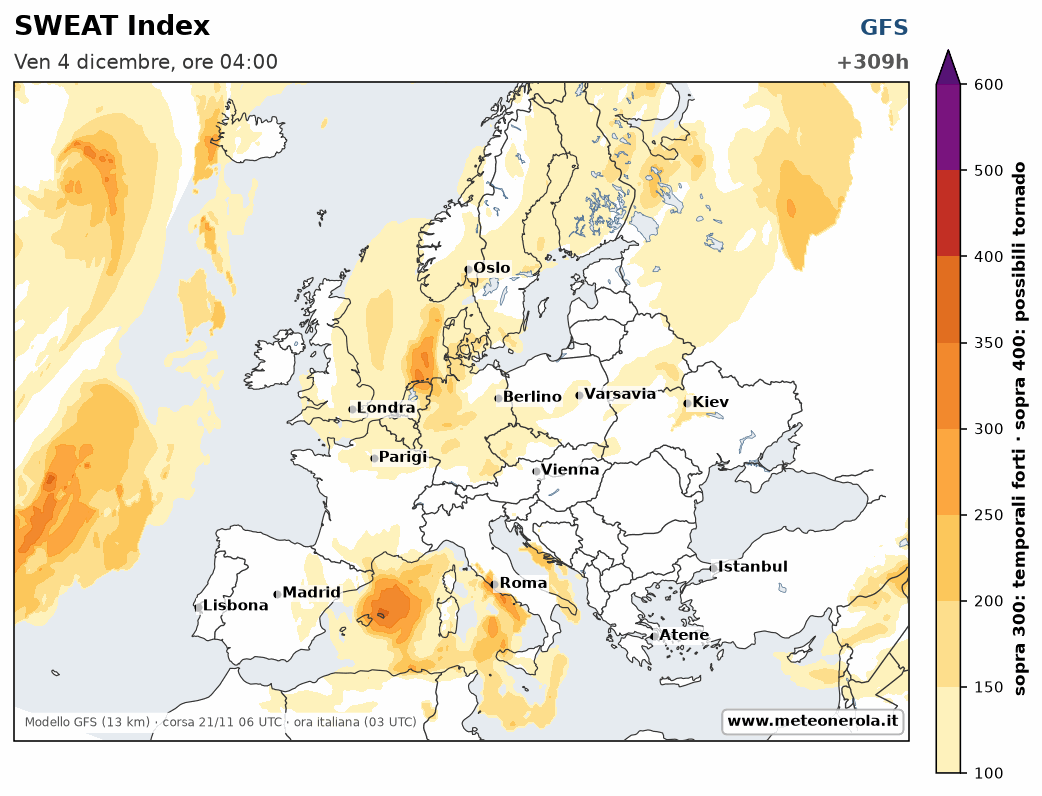 SWEAT Index
GFS
Ven 4 dicembre, ore 04:00
+309h
Oslo
Londra
Berlino
Varsavia
Kiev
Parigi
Vienna
Istanbul
Roma
Madrid
Lisbona
Atene
Modello GFS (13 km) · corsa 21/11 06 UTC · ora italiana (03 UTC)
www.meteonerola.it
600
500
400
350
300
250
200
150
100
sopra 300: temporali forti · sopra 400: possibili tornado